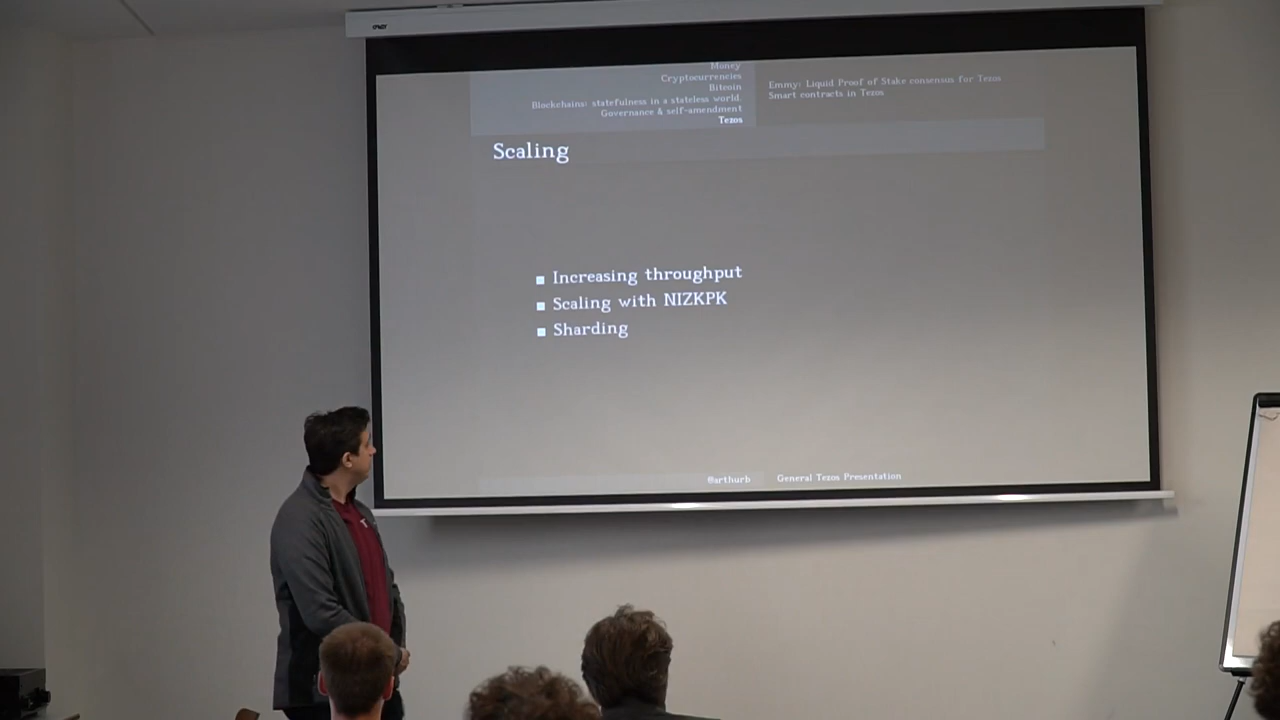 Money
Cryptocurrencies
Bitcoin
Blockchains: statefulness in a stateless world.
Governance & self-amendment
Tezos
Emmy: Liquid Proof of Stake consensus for Tezos
Smart contracts in Tezos
Scaling
Increasing throughput
Scaling with NIZKPK
Sharding
@arthurb
General Tezos Presentation